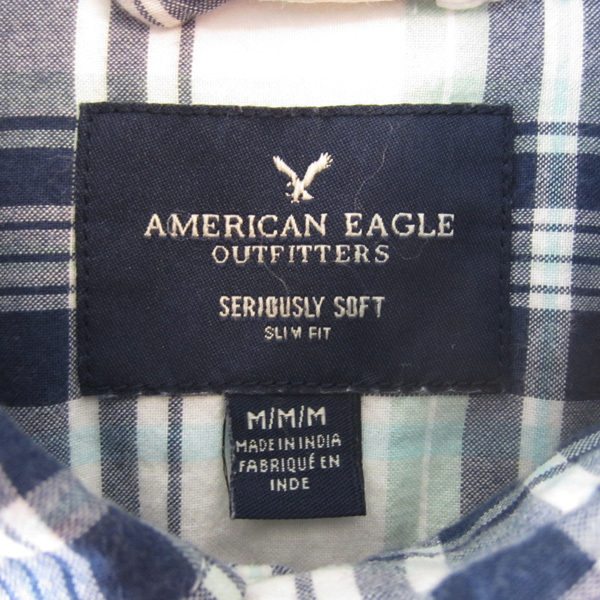 AMERICAN EAGLE
OUTFITTERS
SERIOUSLY SOFT
SLIM FIT
M/M/M
MADE IN INDIA
FABRIQUÉ EN
INDE